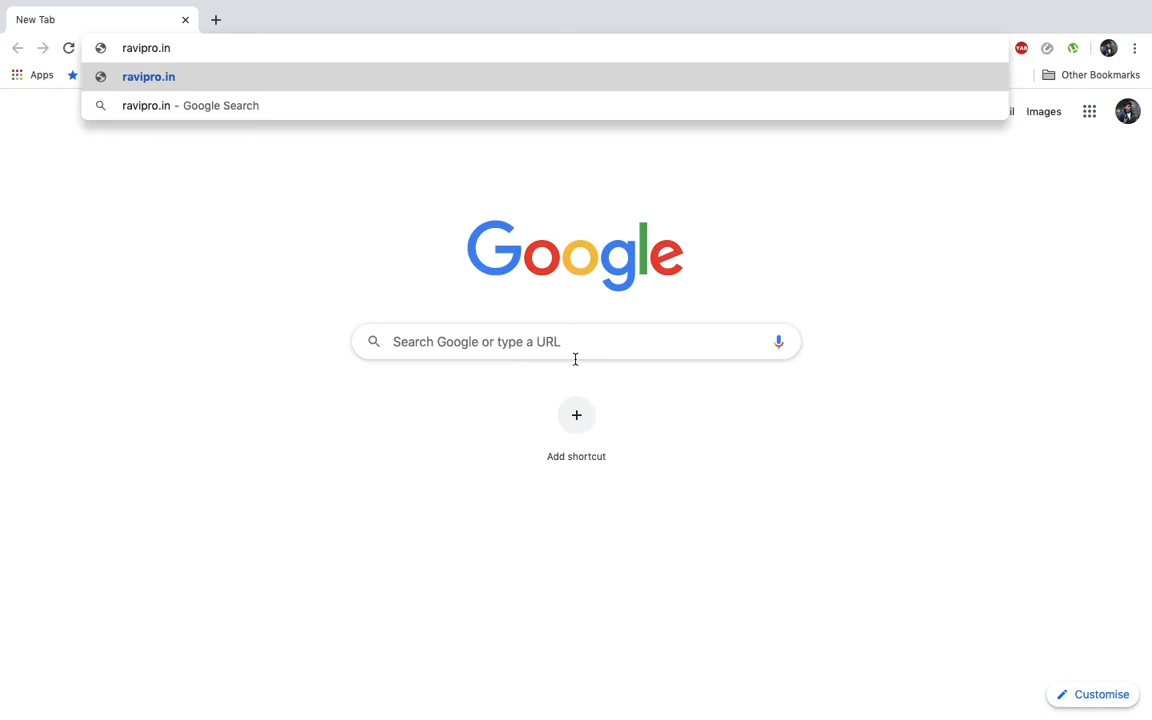 New Tab
ravipro.in
Apps
ravipro.in
Other Bookmarks
ravipro.in - Google Search
il Images
Google
Search Google or type a URL
Add shortcut
Customise